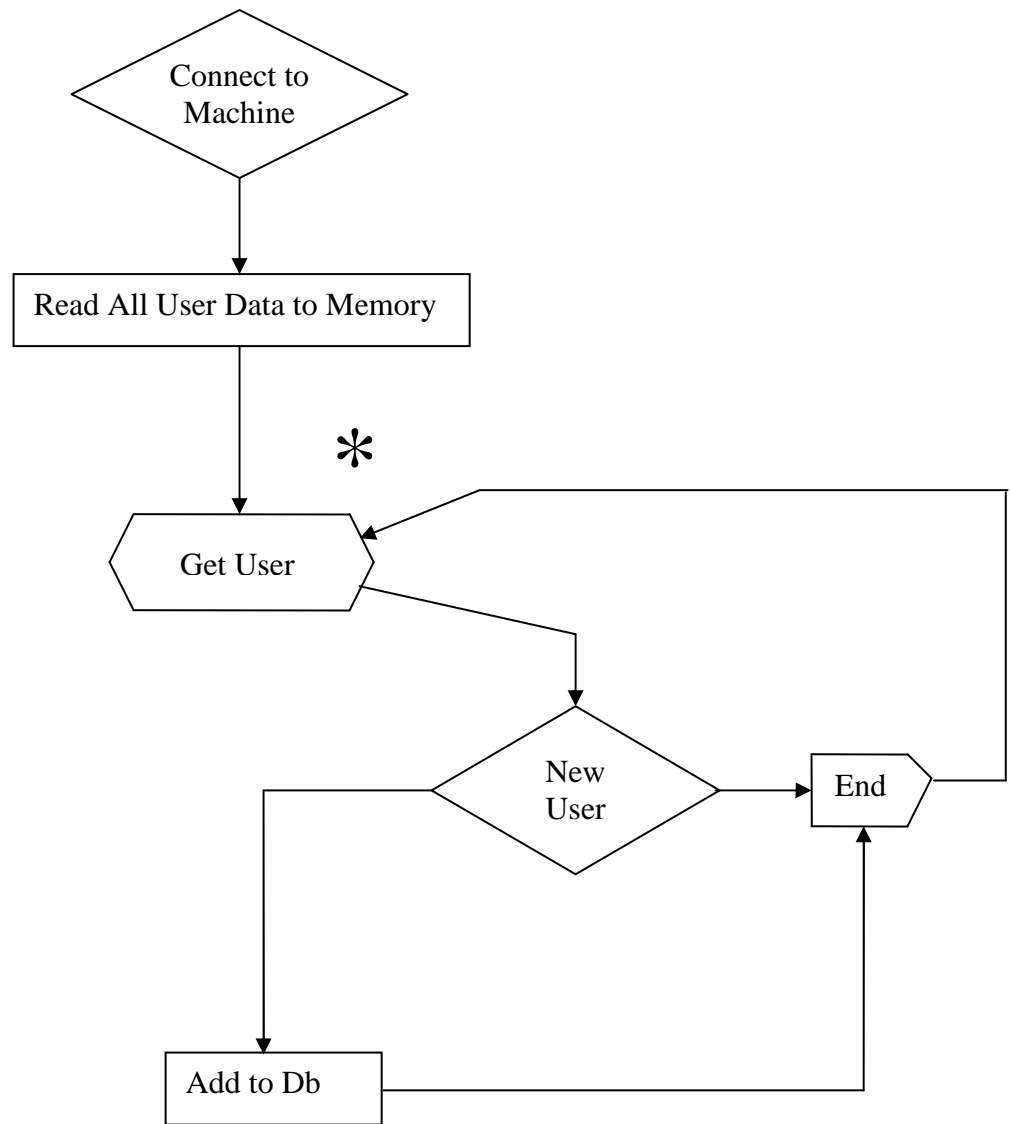 Connect to
Machine
Read All User Data to Memory
*
Get User
New
User
End
Add to Db